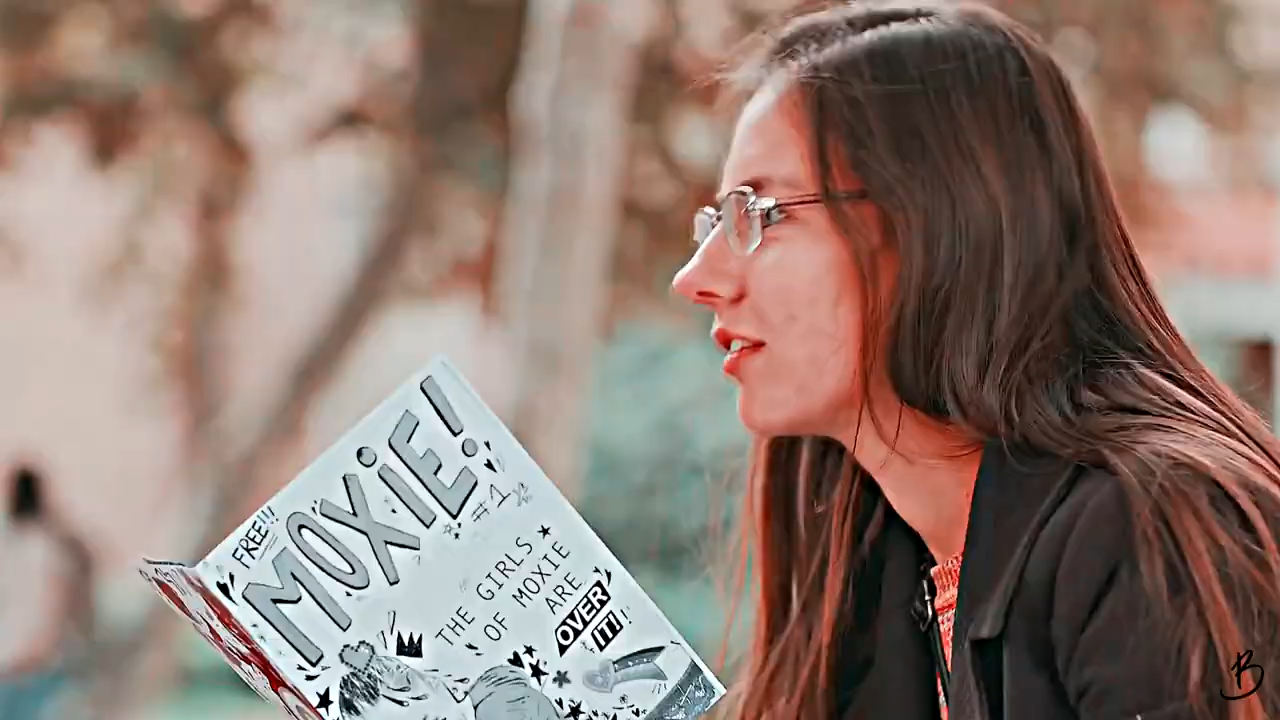 FREE!!!
MOXIE!
#1
THE GIRLS
OF MOXIE
ARE
OVER
IT!!
B